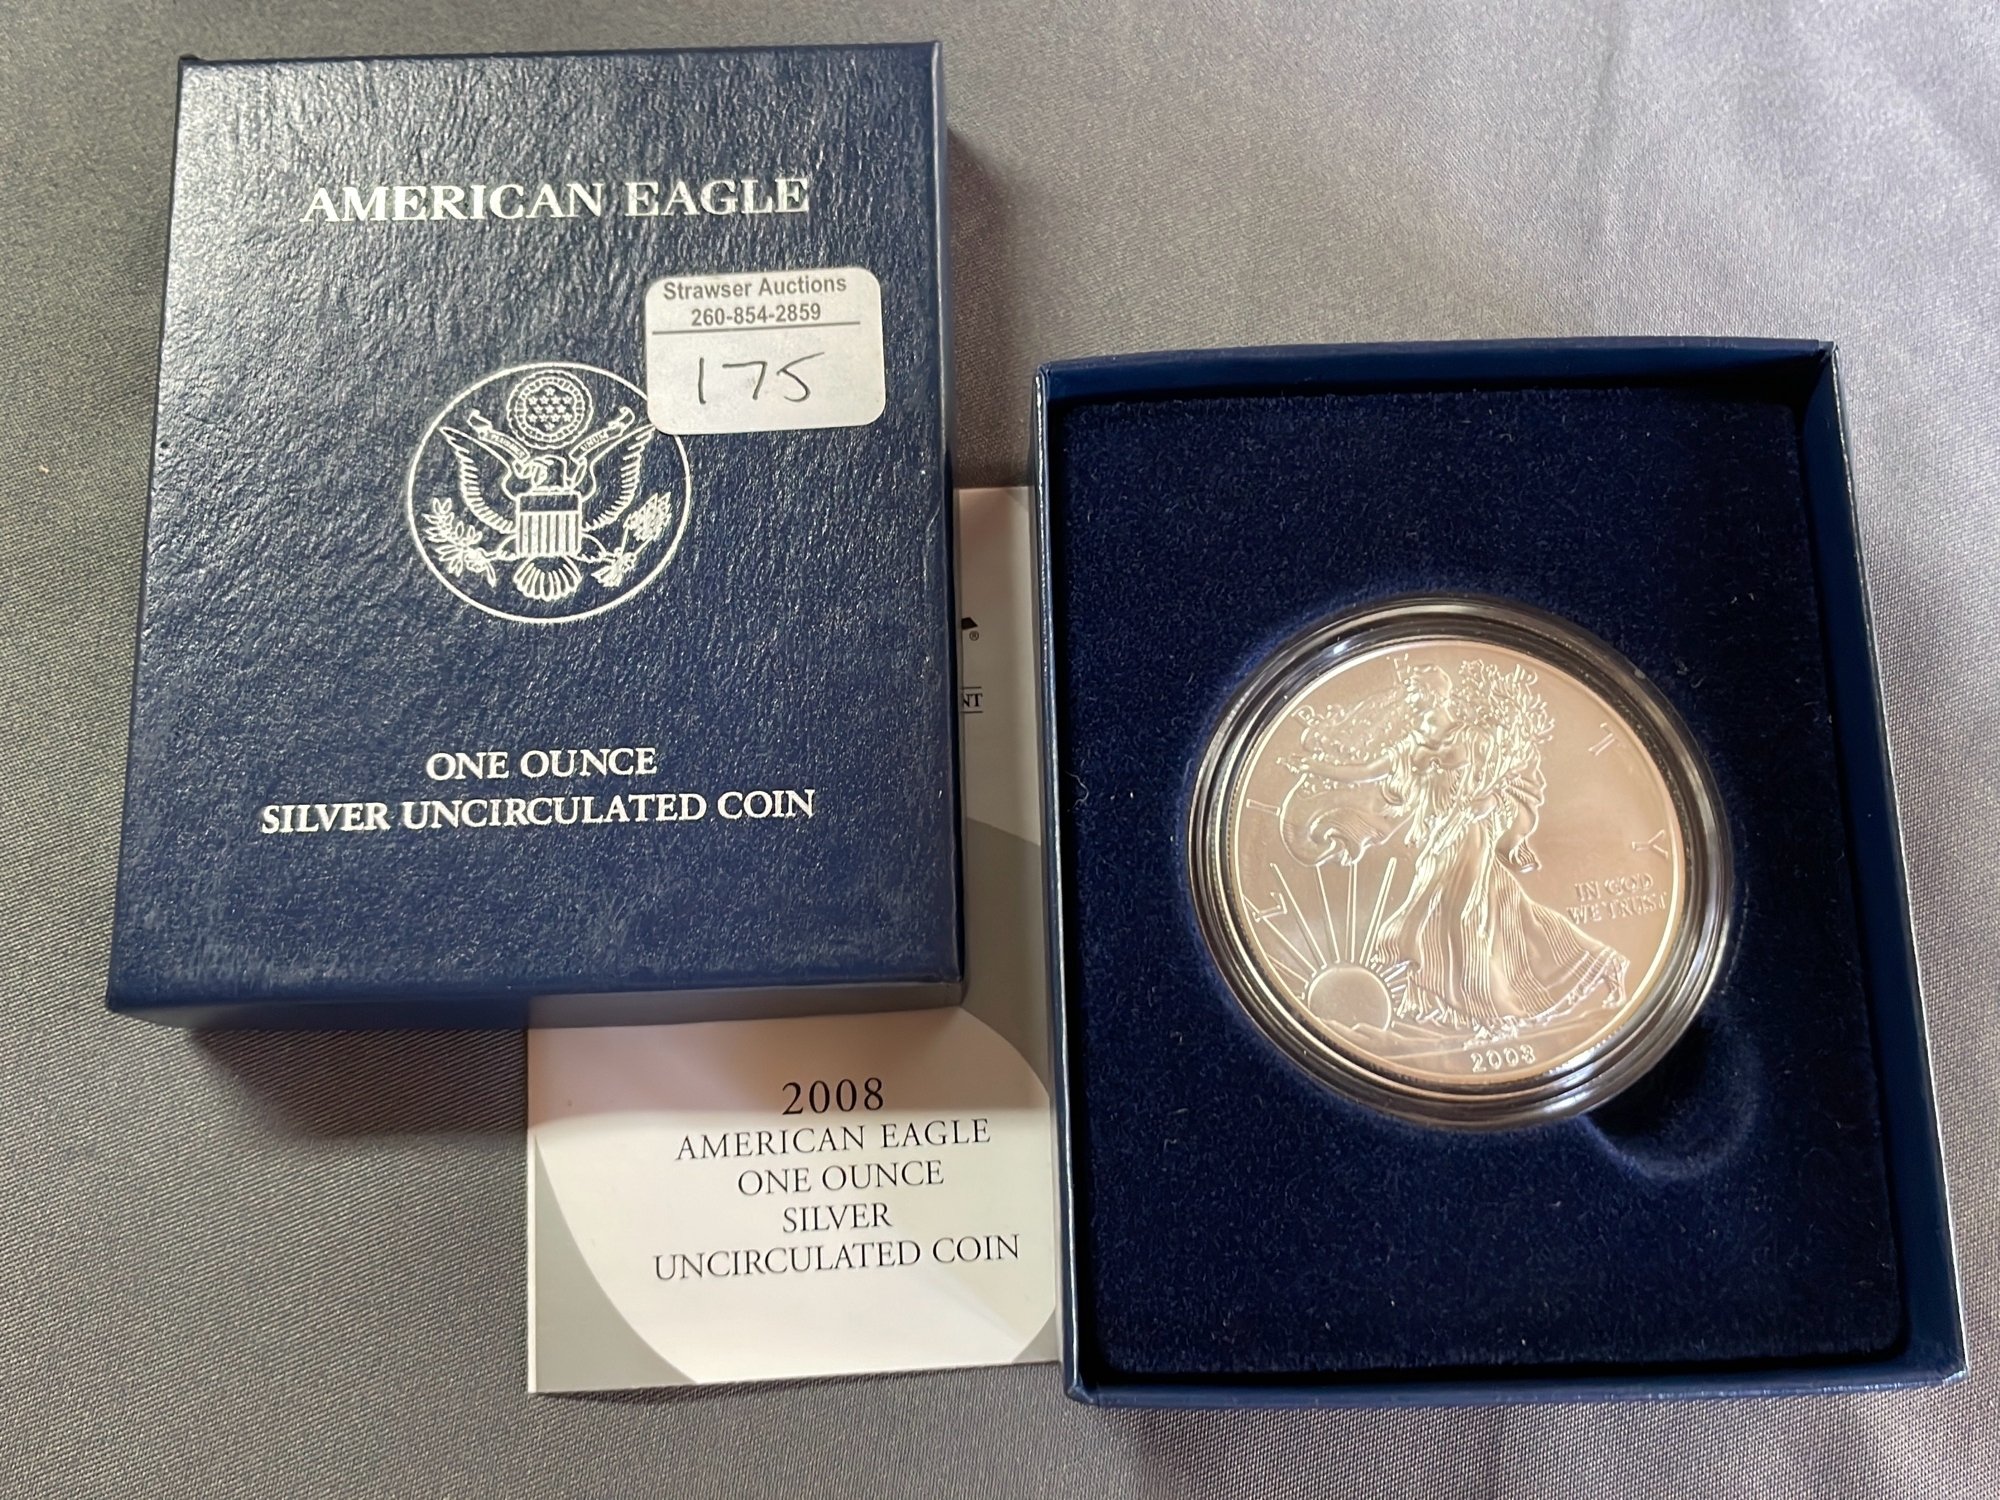 AMERICAN EAGLE
Strawser Auctions
260-854-2859
175
ONE OUNCE
SILVER UNCIRCULATED COIN
®
NT
2008
AMERICAN EAGLE
ONE OUNCE
SILVER
UNCIRCULATED COIN
LIBERTY
IN GOD
WE TRUST
2008